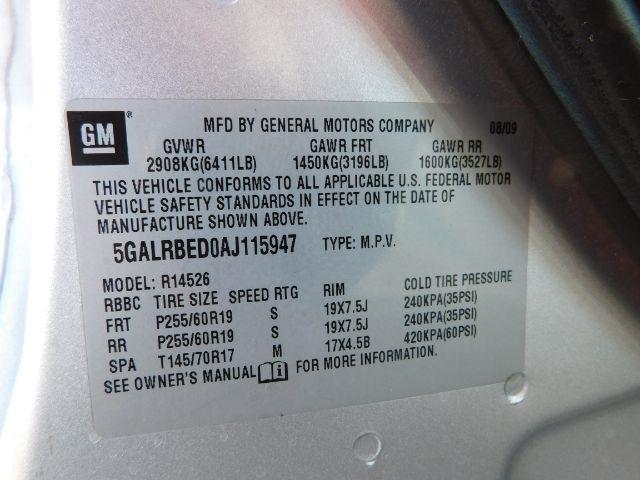 GM
MFD BY GENERAL MOTORS COMPANY 08/09
GVWR GAWR FRT GAWR RR
2908KG(6411LB) 1450KG(3196LB) 1600KG(3527LB)
THIS VEHICLE CONFORMS TO ALL APPLICABLE U.S. FEDERAL MOTOR
VEHICLE SAFETY STANDARDS IN EFFECT ON THE DATE OF
MANUFACTURE SHOWN ABOVE.
5GALRBED0AJ115947 TYPE: M.P.V.
MODEL: R14526
RBBC TIRE SIZE SPEED RTG RIM COLD TIRE PRESSURE
FRT P255/60R19 S 19X7.5J 240KPA(35PSI)
RR P255/60R19 S 19X7.5J 240KPA(35PSI)
SPA T145/70R17 M 17X4.5B 420KPA(60PSI)
SEE OWNER'S MANUAL i FOR MORE INFORMATION.